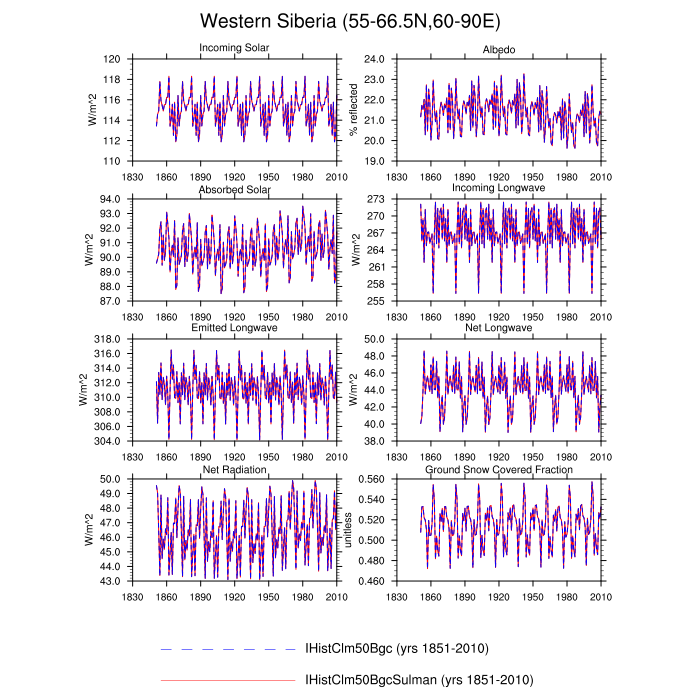 Western Siberia (55-66.5N,60-90E)
Incoming Solar
W/m^2
120
118
116
114
112
110
1830 1860 1890 1920 1950 1980 2010
Albedo
% reflected
24.0
23.0
22.0
21.0
20.0
19.0
1830 1860 1890 1920 1950 1980 2010
Absorbed Solar
W/m^2
94.0
93.0
92.0
91.0
90.0
89.0
88.0
87.0
1830 1860 1890 1920 1950 1980 2010
Incoming Longwave
W/m^2
273
270
267
264
261
258
255
1830 1860 1890 1920 1950 1980 2010
Emitted Longwave
W/m^2
318.0
316.0
314.0
312.0
310.0
308.0
306.0
304.0
1830 1860 1890 1920 1950 1980 2010
Net Longwave
W/m^2
50.0
48.0
46.0
44.0
42.0
40.0
38.0
1830 1860 1890 1920 1950 1980 2010
Net Radiation
W/m^2
50.0
49.0
48.0
47.0
46.0
45.0
44.0
43.0
1830 1860 1890 1920 1950 1980 2010
Ground Snow Covered Fraction
unitless
0.560
0.540
0.520
0.500
0.480
0.460
1830 1860 1890 1920 1950 1980 2010
IHistClm50Bgc (yrs 1851-2010)
IHistClm50BgcSulman (yrs 1851-2010)